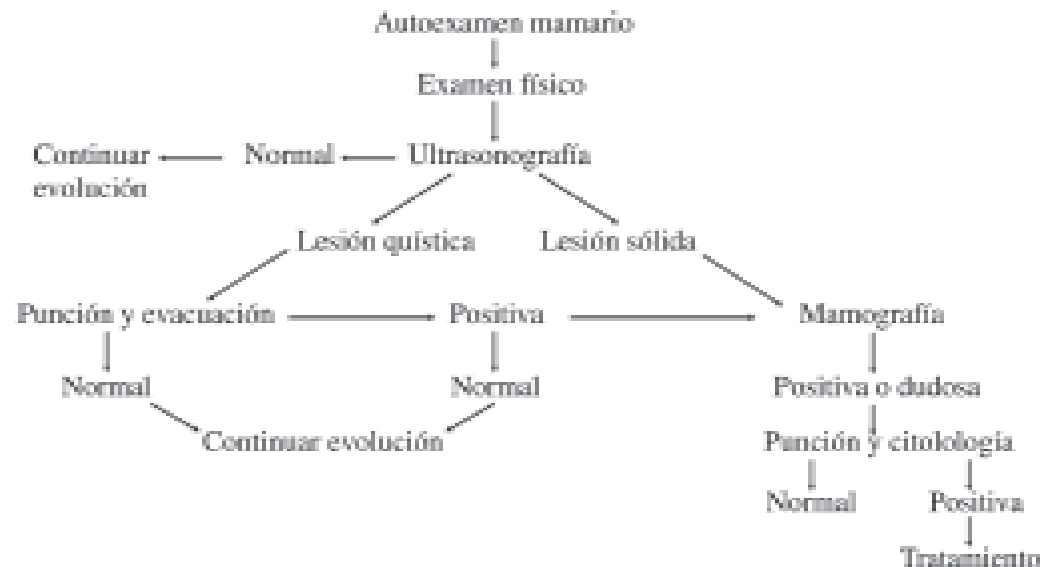 Autoexamen mamario
Examen físico
Continuar Normal Ultrasonografía
evolución
Lesión quística Lesión sólida
Punción y evacuación Positiva Mamografía
Normal Normal Positiva o dudosa
Continuar evolución Punción y citolología
Normal Positiva
Tratamiento